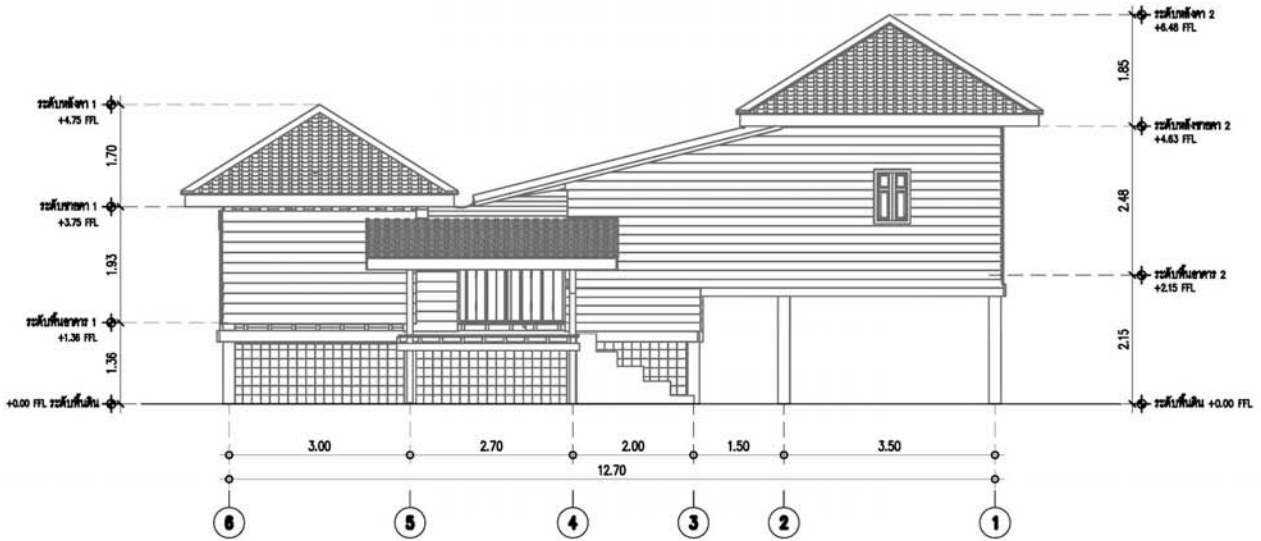 ระดับหลังคา 2
+6.48 FFL
1.85
ระดับหลังคา 1
+4.75 FFL
ระดับหลังชายคา 2
+4.63 FFL
1.70
ระดับชายคา 1
+3.75 FFL
2.48
1.93
ระดับพื้นอาคาร 2
+2.15 FFL
ระดับพื้นอาคาร 1
+1.36 FFL
2.15
1.36
+0.00 FFL ระดับพื้นดิน
ระดับพื้นดิน +0.00 FFL
3.00 2.70 2.00 1.50 3.50
12.70
6 5 4 3 2 1